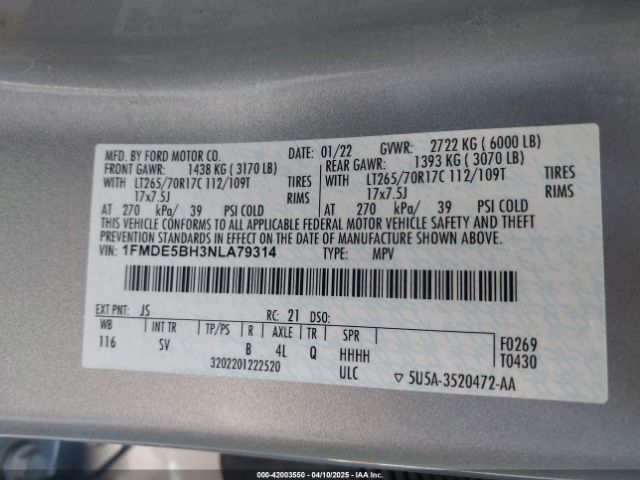 MFD. BY FORD MOTOR CO. DATE: 01/22 GVWR: 2722 KG ( 6000 LB)
FRONT GAWR: 1438 KG ( 3170 LB) REAR GAWR: 1393 KG ( 3070 LB)
WITH LT265/70R17C 112/109T TIRES WITH LT265/70R17C 112/109T TIRES
17x7.5J RIMS 17x7.5J RIMS
AT 270 kPa/ 39 PSI COLD AT 270 kPa/ 39 PSI COLD
THIS VEHICLE CONFORMS TO ALL APPLICABLE FEDERAL MOTOR VEHICLE SAFETY AND THEFT
PREVENTION STANDARDS IN EFFECT ON THE DATE OF MANUFACTURE SHOWN ABOVE.
VIN: 1FMDE5BH3NLA79314 TYPE: MPV
EXT PNT: JS RC: 21 DSO:
WB INT TR TP/PS R AXLE TR SPR
116 SV B 4L Q HHHH F0269
3202201222520 ULC T0430
▽ 5U5A-3520472-AA
IAA (c) - 42003550 - 04/10/2025 - IAAI.COM